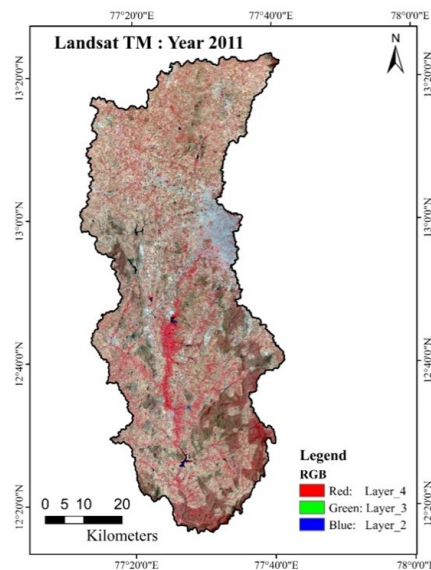 77°20'0"E 77°40'0"E 78°0'0"E
Landsat TM : Year 2011
N
13°20'0"N 13°20'0"N
13°0'0"N 13°0'0"N
12°40'0"N 12°40'0"N
12°20'0"N 12°20'0"N
Legend
RGB
Red: Layer_4
Green: Layer_3
Blue: Layer_2
0 5 10 20
Kilometers
77°20'0"E 77°40'0"E 78°0'0"E